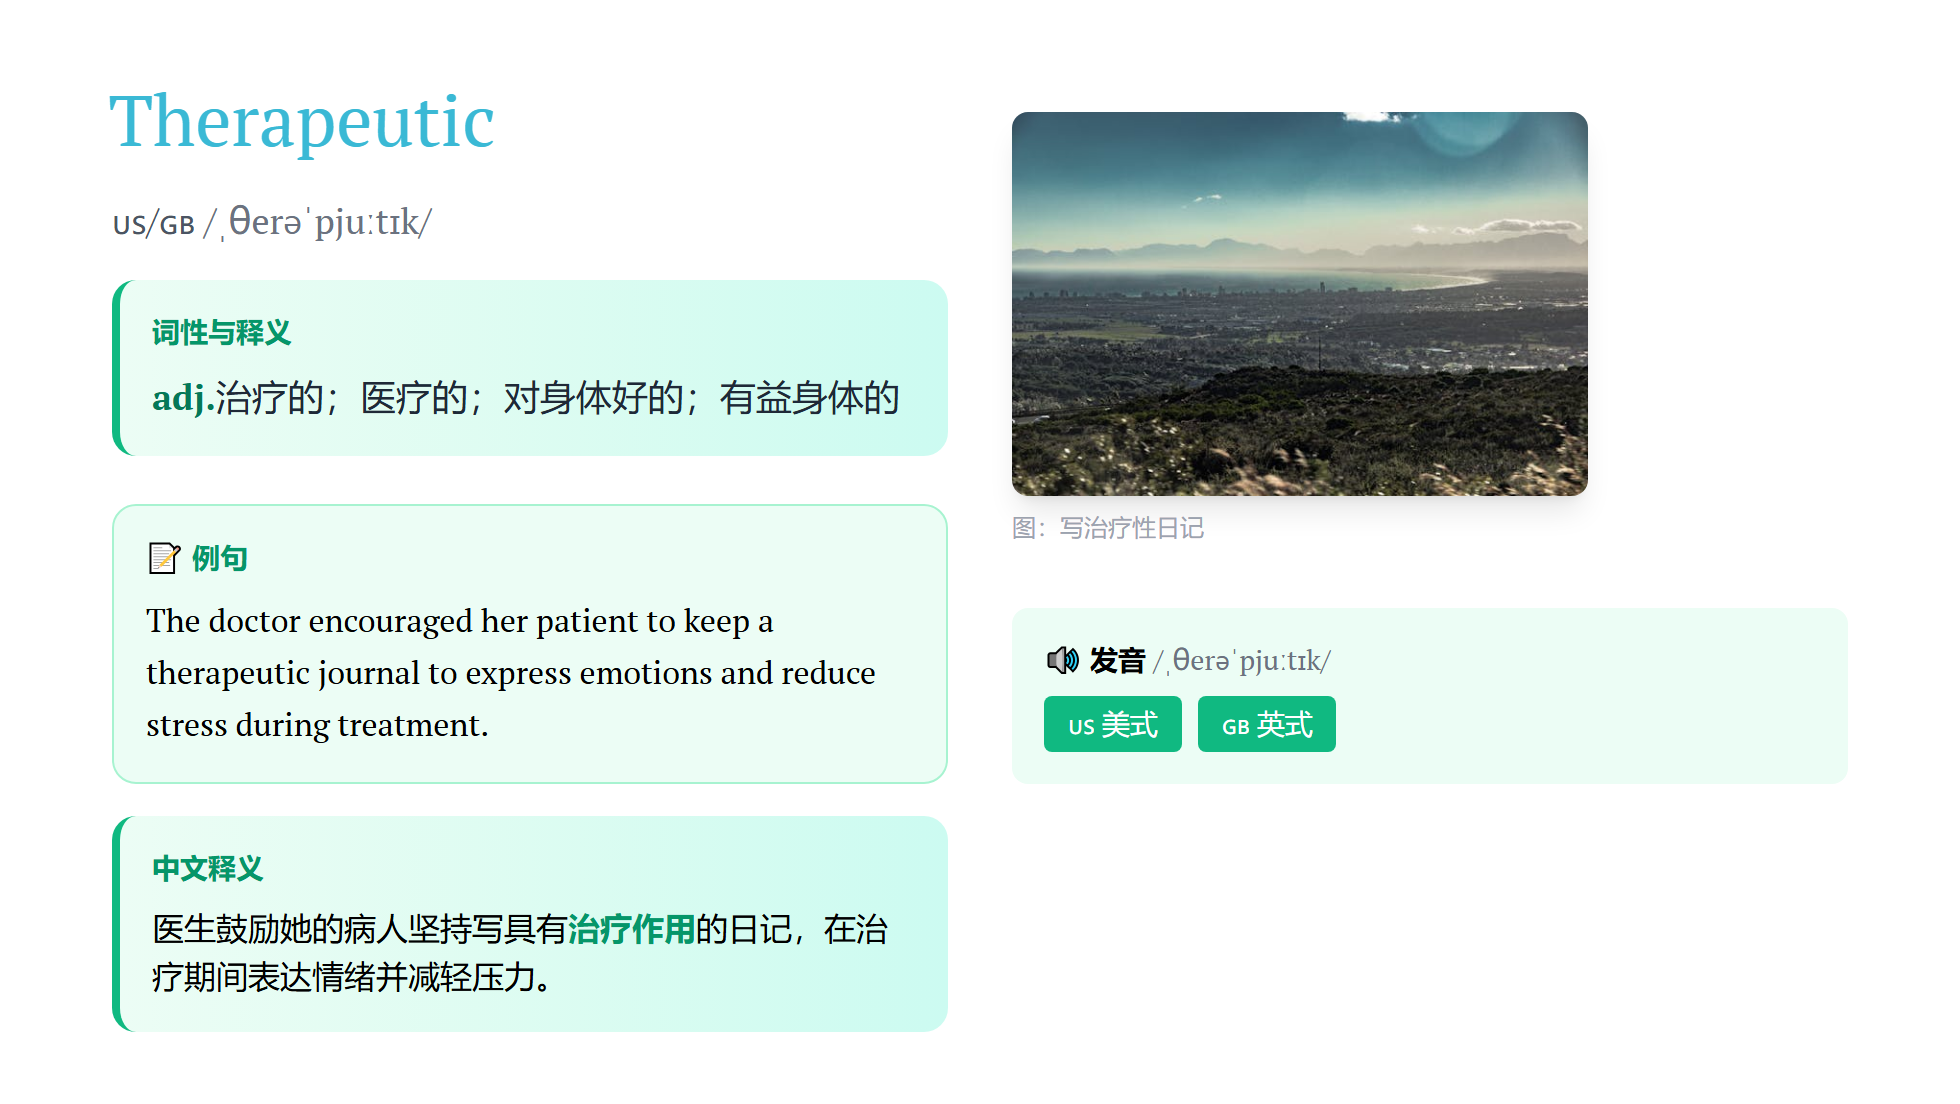 Therapeutic
US/GB /ˌθerəˈpjuːtɪk/
词性与释义
adj.治疗的；医疗的；对身体好的；有益身体的
📝 例句
The doctor encouraged her patient to keep a
therapeutic journal to express emotions and reduce
stress during treatment.
中文释义
医生鼓励她的病人坚持写具有治疗作用的日记，在治
疗期间表达情绪并减轻压力。
图：写治疗性日记
🔊 发音 /ˌθerəˈpjuːtɪk/
US 美式
GB 英式